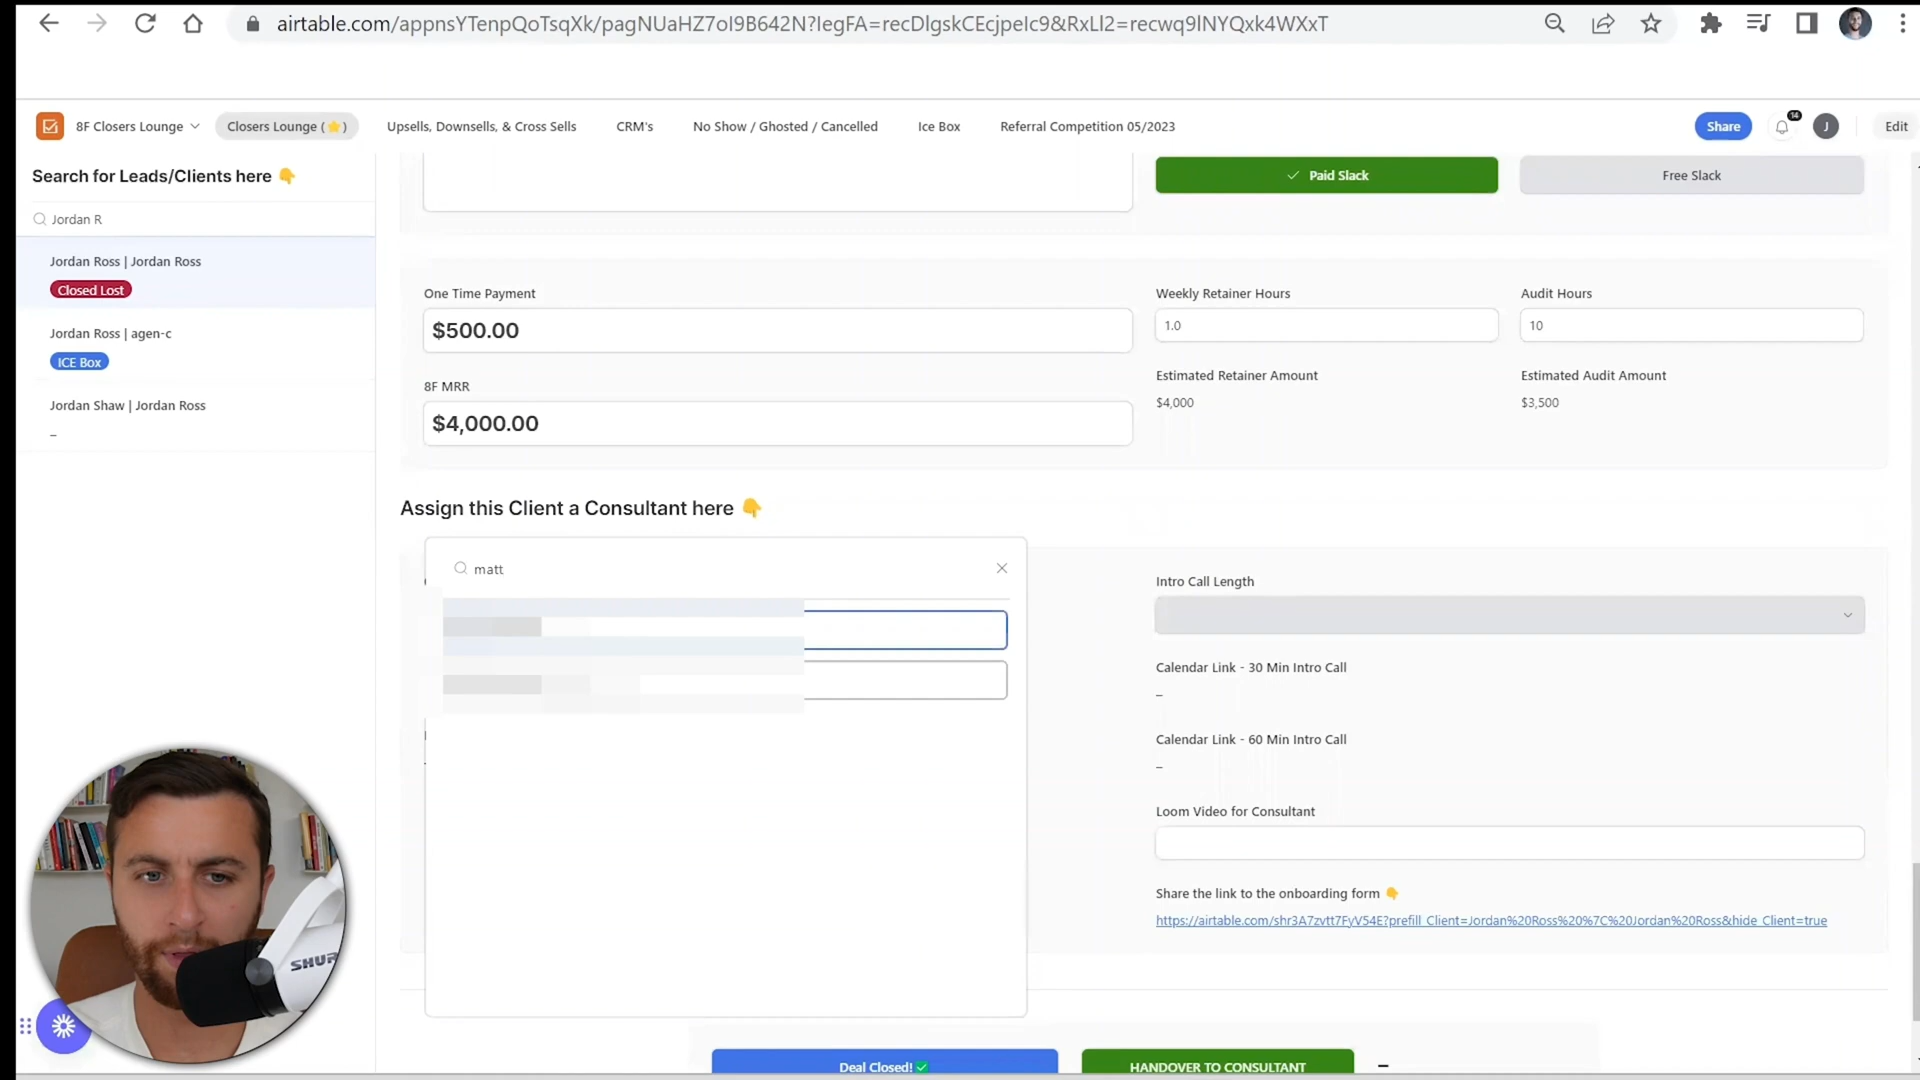 airtable.com/appnsYTenpQoTsqXk/pagNUaHZ7oI9B642N?IegFA=recDlgskCEcjpeIc9&RxLl2=recwq9lNYQxk4WXxT
8F Closers Lounge
Closers Lounge (⭐)
Upsells, Downsells, & Cross Sells
CRM's
No Show / Ghosted / Cancelled
Ice Box
Referral Competition 05/2023
Share
14
J
Edit
Search for Leads/Clients here 👇
Jordan R
Jordan Ross | Jordan Ross
Closed Lost
Jordan Ross | agen-c
ICE Box
Jordan Shaw | Jordan Ross
–
Paid Slack
Free Slack
One Time Payment
$500.00
8F MRR
$4,000.00
Weekly Retainer Hours
1.0
Audit Hours
10
Estimated Retainer Amount
$4,000
Estimated Audit Amount
$3,500
Assign this Client a Consultant here 👇
matt
Intro Call Length
Calendar Link - 30 Min Intro Call
–
Calendar Link - 60 Min Intro Call
–
Loom Video for Consultant
Share the link to the onboarding form 👇
https://airtable.com/shr3A7zvtt7FyV54E?prefill_Client=Jordan%20Ross%20%7C%20Jordan%20Ross&hide_Client=true
SHUR
Deal Closed! ✅
HANDOVER TO CONSULTANT
–